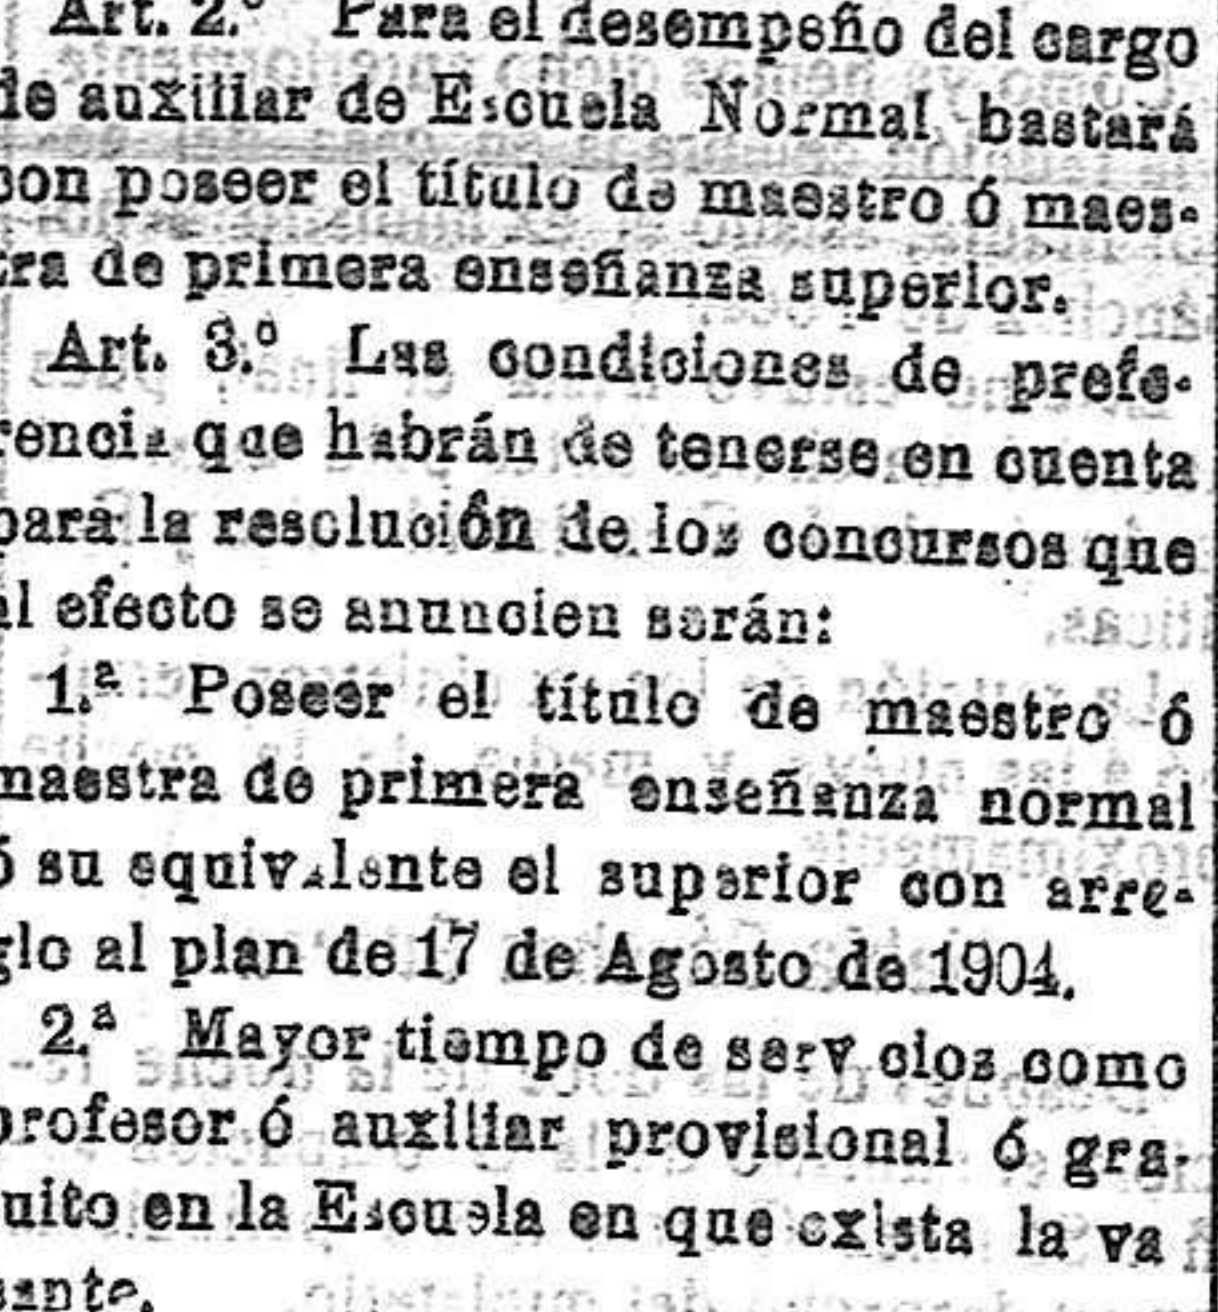 Art. 2.º Para el desempeño del cargo
de auxiliar de Escuela Normal bastará
con poseer el título de maestro ó maes-
tra de primera enseñanza superior.
Art. 3.º Las condiciones de prefe-
rencia que habrán de tenerse en cuenta
para la resolución de los concursos que
al efecto se anuncien serán:
1.ª Poseer el título de maestro ó
maestra de primera enseñanza normal
ó su equivalente el superior con arre-
glo al plan de 17 de Agosto de 1904.
2.ª Mayor tiempo de servicios como
profesor ó auxiliar provisional ó gra-
tuito en la Escuela en que exista la va
cante.